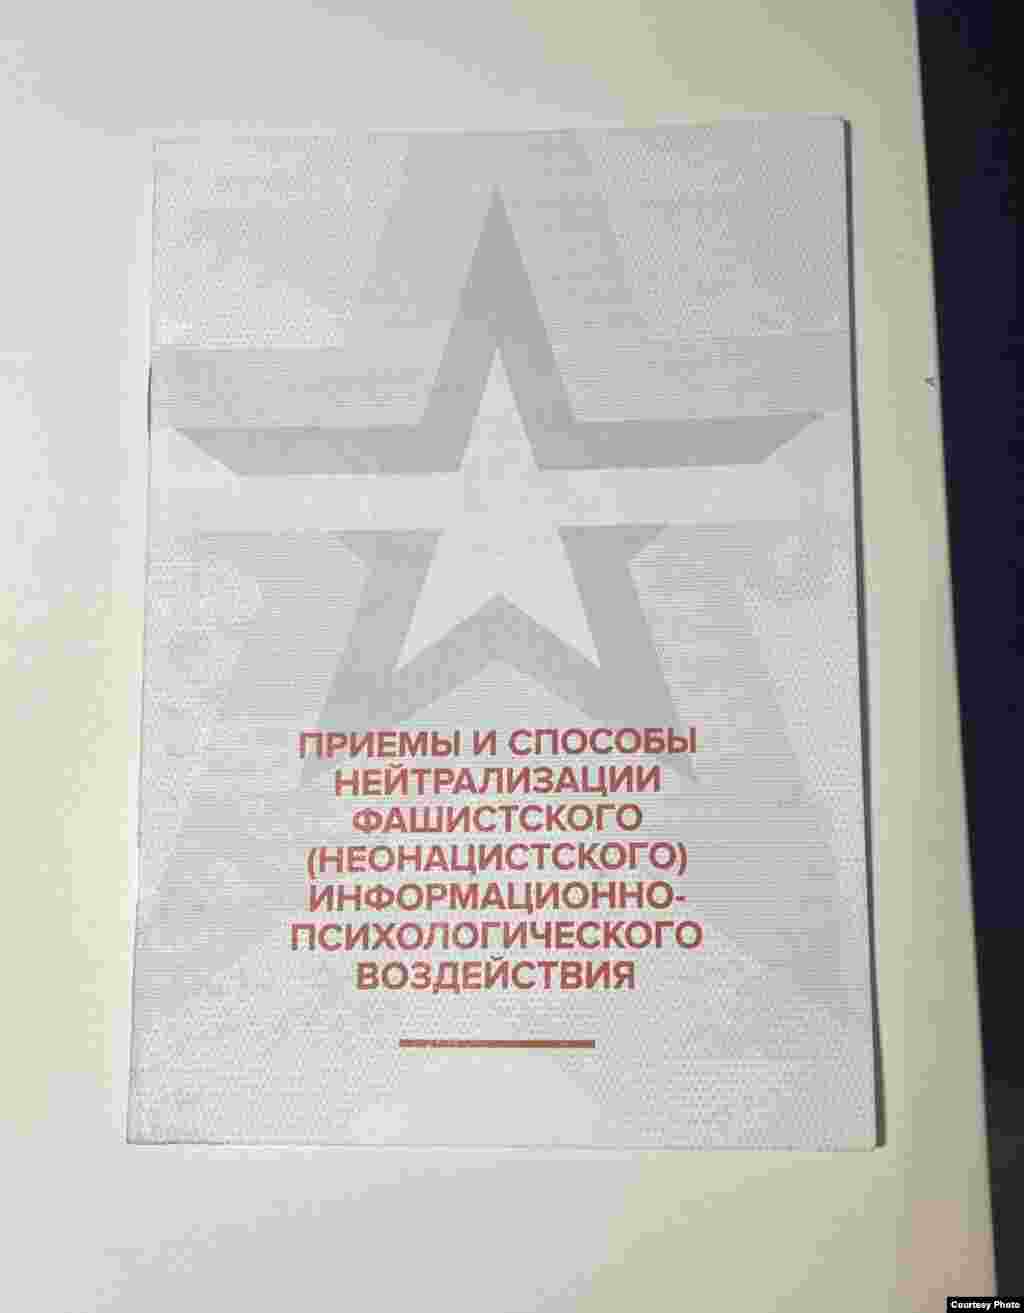 ПРИЕМЫ И СПОСОБЫ
НЕЙТРАЛИЗАЦИИ
ФАШИСТСКОГО
(НЕОНАЦИСТСКОГО)
ИНФОРМАЦИОННО-
ПСИХОЛОГИЧЕСКОГО
ВОЗДЕЙСТВИЯ
Courtesy Photo